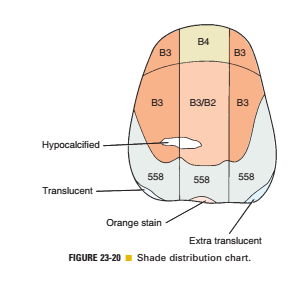 B3 B4 B3
B3 B3/B2 B3
Hypocalcified
558 558 558
Translucent
Orange stain
Extra translucent
FIGURE 23-20 ■ Shade distribution chart.